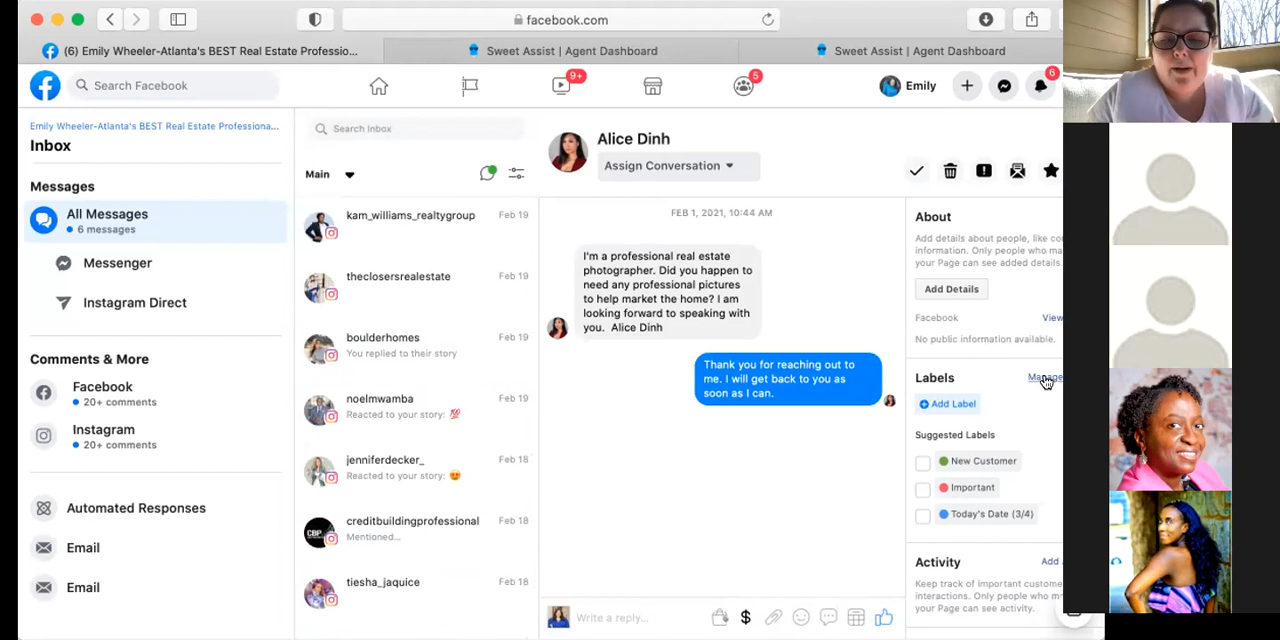 facebook.com
(6) Emily Wheeler-Atlanta's BEST Real Estate Professio...
Sweet Assist | Agent Dashboard
Sweet Assist | Agent Dashboard
Search Facebook
9+
5
Emily
6
Emily Wheeler-Atlanta's BEST Real Estate Professiona...
Inbox
Messages
All Messages
6 messages
Messenger
Instagram Direct
Comments & More
Facebook
20+ comments
Instagram
20+ comments
Automated Responses
Email
Email
Search Inbox
Main
kam_williams_realtygroup
Feb 19
theclosersrealestate
Feb 19
boulderhomes
Feb 19
You replied to their story
noelmwamba
Feb 19
Reacted to your story: 💯
jenniferdecker_
Feb 18
Reacted to your story: 😍
CBP
creditbuildingprofessional
Feb 18
Mentioned...
tiesha_jaquice
Feb 18
Alice Dinh
Assign Conversation
FEB 1, 2021, 10:44 AM
I'm a professional real estate
photographer. Did you happen to
need any professional pictures
to help market the home? I am
looking forward to speaking with
you. Alice Dinh
Thank you for reaching out to
me. I will get back to you as
soon as I can.
Write a reply...
$
About
Add details about people, like co
information. Only people who ma
your Page can see added details.
Add Details
Facebook
View
No public information available.
Labels
Manage
Add Label
Suggested Labels
New Customer
Important
Today's Date (3/4)
Activity
Add
Keep track of important custome
interactions. Only people who m
your Page can see activity.